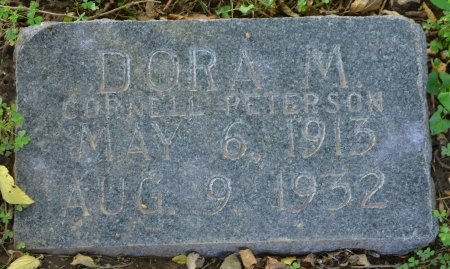 DORA M.
CORNELL PETERSON
MAY 6, 1913
AUG. 9, 1932